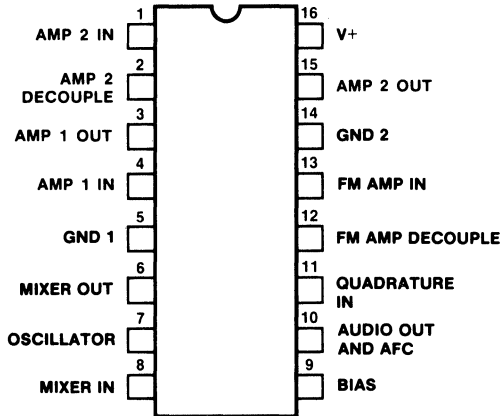 1
AMP 2 IN
2
AMP 2
DECOUPLE
3
AMP 1 OUT
4
AMP 1 IN
5
GND 1
6
MIXER OUT
7
OSCILLATOR
8
MIXER IN
16
V+
15
AMP 2 OUT
14
GND 2
13
FM AMP IN
12
FM AMP DECOUPLE
11
QUADRATURE
IN
10
AUDIO OUT
AND AFC
9
BIAS